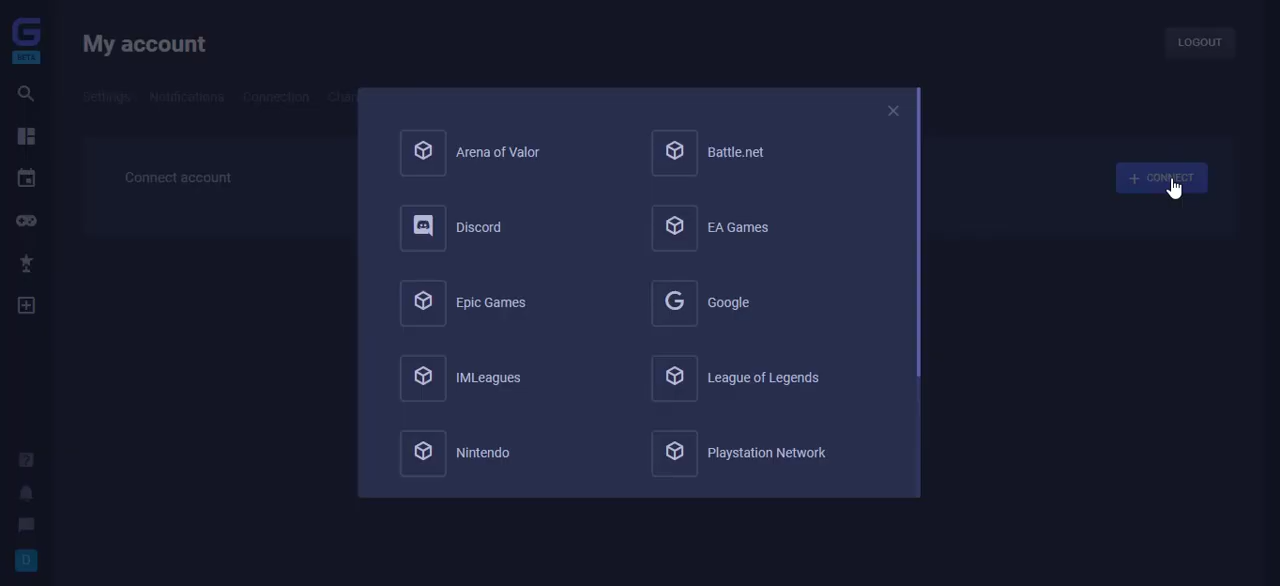 My account
LOGOUT
BETA
Settings Notifications Connection
Connect account
+ CONNECT
Arena of Valor
Battle.net
Discord
EA Games
Epic Games
Google
IMLeagues
League of Legends
Nintendo
Playstation Network
D